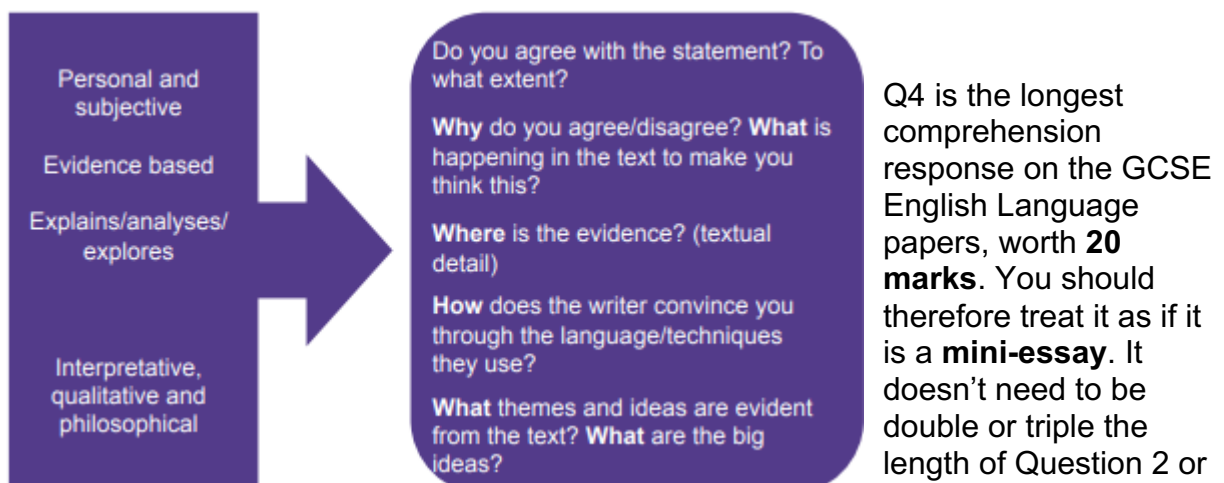 Personal and
subjective
Evidence based
Explains/analyses/
explores
Interpretative,
qualitative and
philosophical
Do you agree with the statement? To
what extent?
Why do you agree/disagree? What is
happening in the text to make you
think this?
Where is the evidence? (textual
detail)
How does the writer convince you
through the language/techniques
they use?
What themes and ideas are evident
from the text? What are the big
ideas?
Q4 is the longest
comprehension
response on the GCSE
English Language
papers, worth 20
marks. You should
therefore treat it as if it
is a mini-essay. It
doesn’t need to be
double or triple the
length of Question 2 or